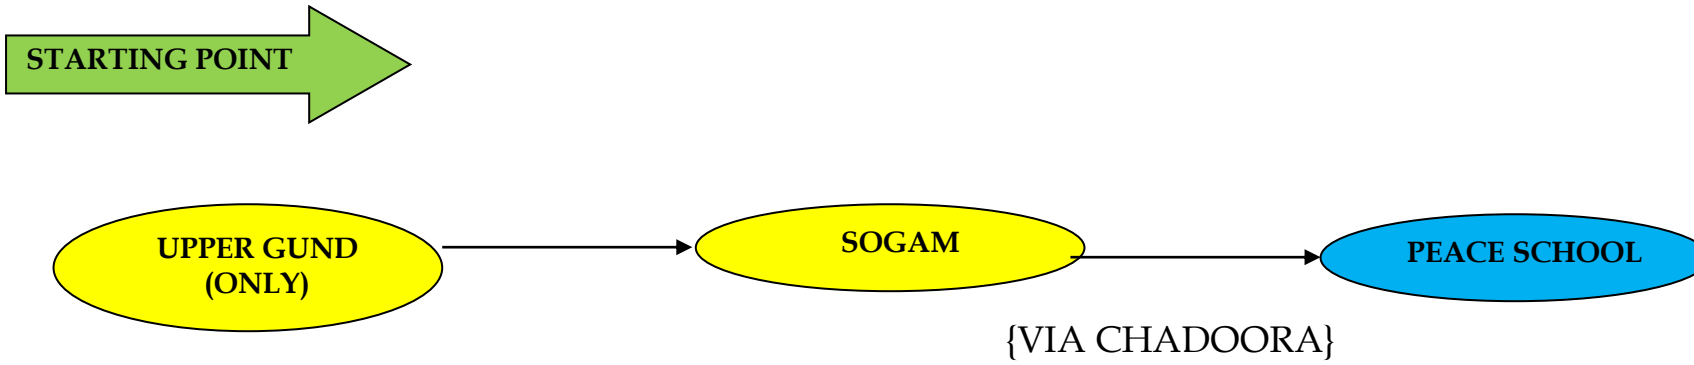 STARTING POINT
UPPER GUND
(ONLY)
SOGAM
PEACE SCHOOL
{VIA CHADOORA}